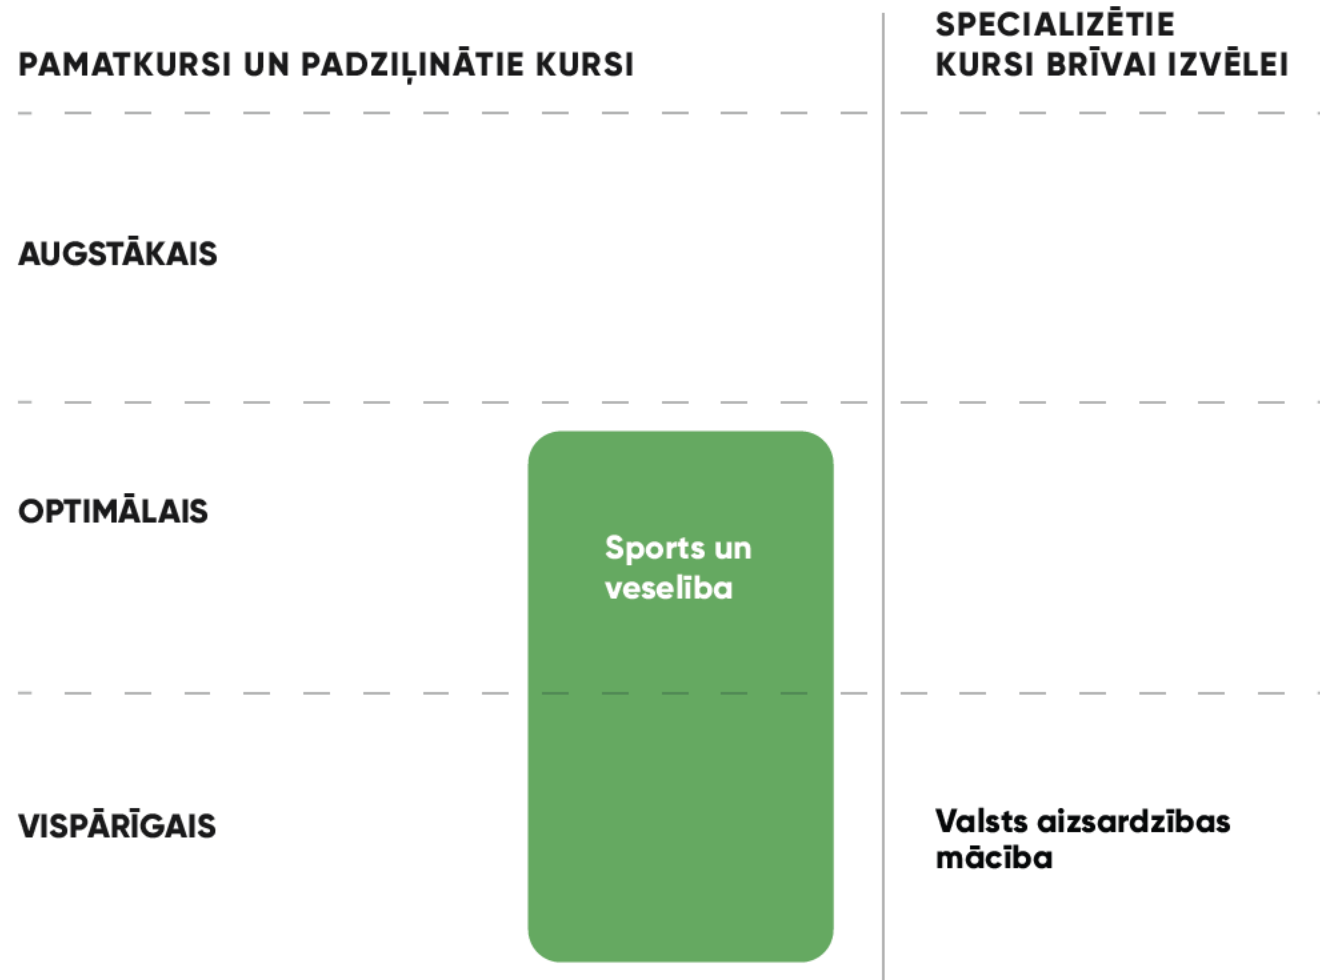 PAMATKURSI UN PADZIĻINĀTIE KURSI
SPECIALIZĒTIE
KURSI BRĪVAI IZVĒLEI
AUGSTĀKAIS
OPTIMĀLAIS
Sports un
veselība
VISPĀRĪGAIS
Valsts aizsardzības
mācība